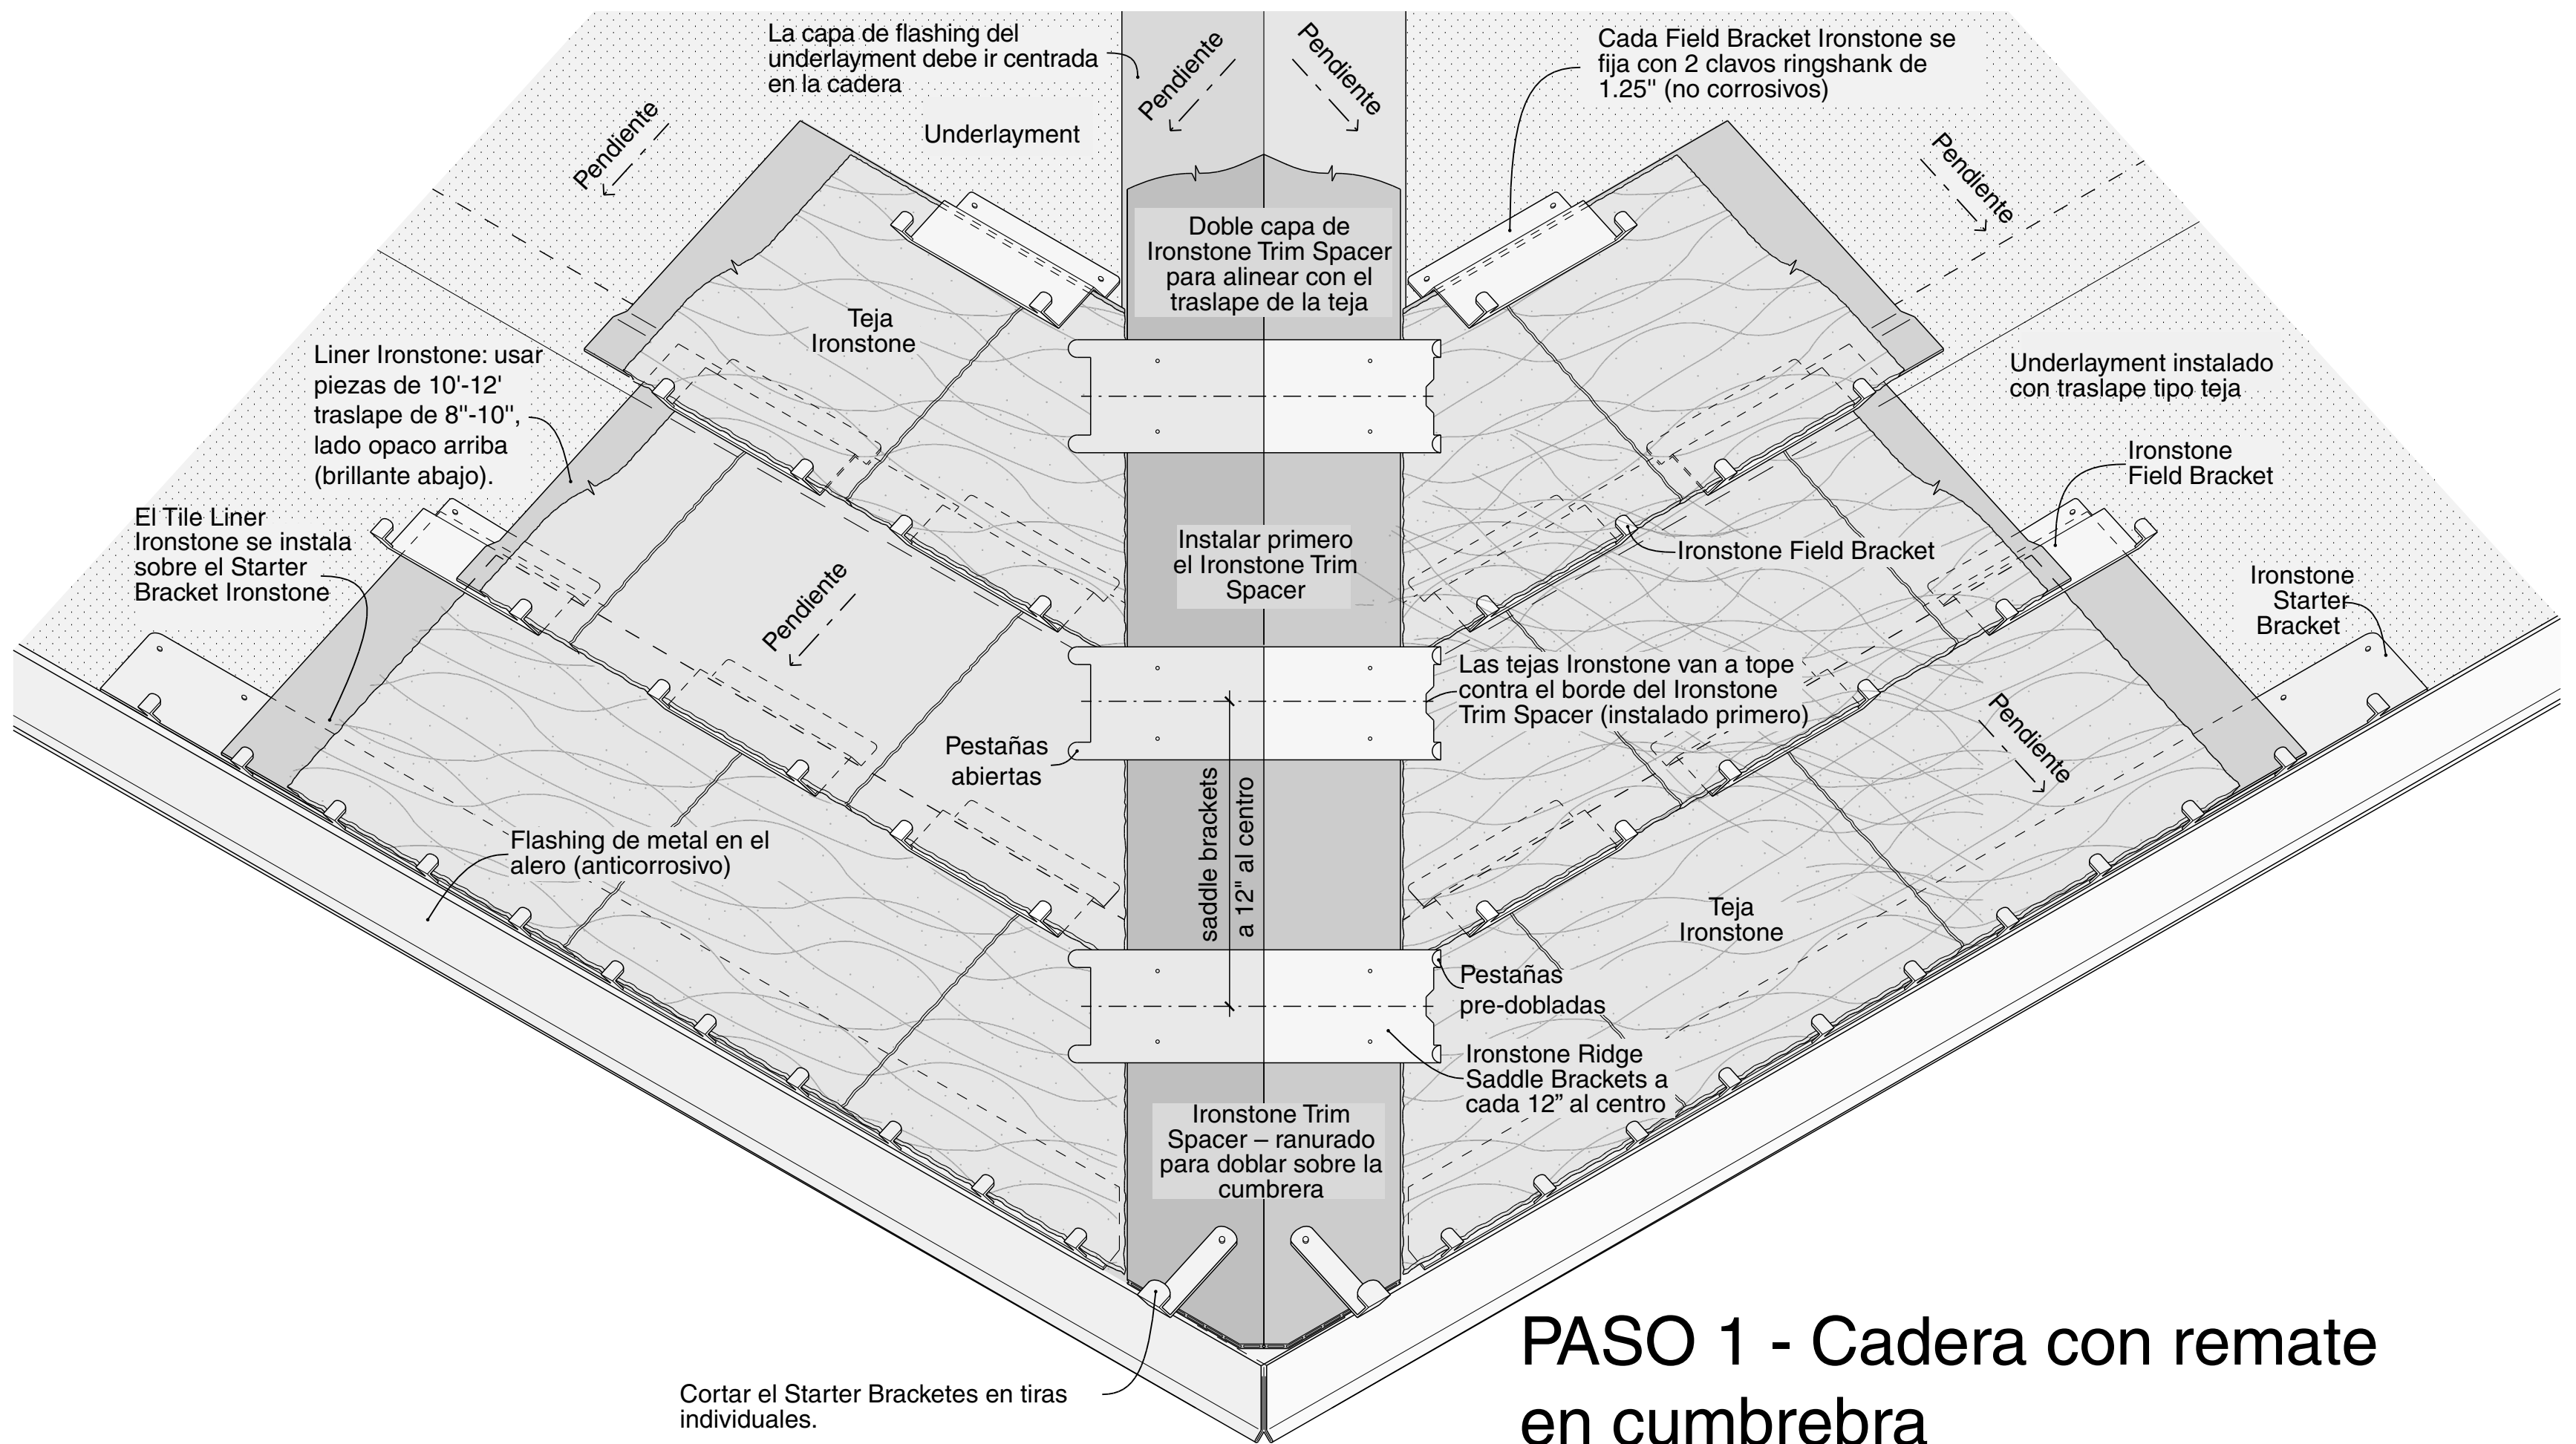 La capa de flashing del
underlayment debe ir centrada
en la cadera
Pendiente
Pendiente
Cada Field Bracket Ironstone se
fija con 2 clavos ringshank de
1.25" (no corrosivos)
Pendiente
Underlayment
Pendiente
Doble capa de
Ironstone Trim Spacer
para alinear con el
traslape de la teja
Teja
Ironstone
Liner Ironstone: usar
piezas de 10'-12'
traslape de 8"-10",
lado opaco arriba
(brillante abajo).
Underlayment instalado
con traslape tipo teja
Ironstone
Field Bracket
El Tile Liner
Ironstone se instala
sobre el Starter
Bracket Ironstone
Instalar primero
el Ironstone Trim
Spacer
Ironstone Field Bracket
Ironstone
Starter
Bracket
Pendiente
Las tejas Ironstone van a tope
contra el borde del Ironstone
Trim Spacer (instalado primero)
Pendiente
Pestañas
abiertas
saddle brackets
a 12" al centro
Flashing de metal en el
alero (anticorrosivo)
Teja
Ironstone
Pestañas
pre-dobladas
Ironstone Ridge
Saddle Brackets a
cada 12” al centro
Ironstone Trim
Spacer – ranurado
para doblar sobre la
cumbrera
Cortar el Starter Bracketes en tiras
individuales.
PASO 1 - Cadera con remate
en cumbrebra